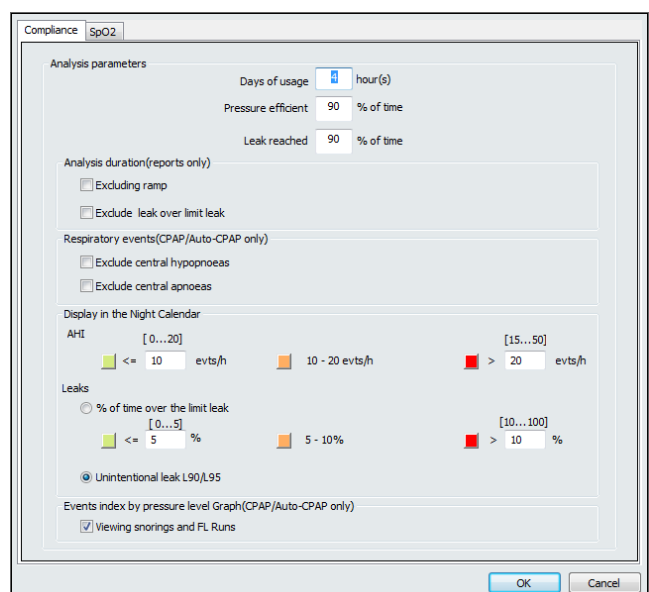 Compliance SpO2
Analysis parameters
Days of usage 4 hour(s)
Pressure efficient 90 % of time
Leak reached 90 % of time
Analysis duration(reports only)
Excluding ramp
Exclude leak over limit leak
Respiratory events(CPAP/Auto-CPAP only)
Exclude central hypopnoeas
Exclude central apnoeas
Display in the Night Calendar
AHI [ 0...20] [15...50]
<= 10 evts/h 10 - 20 evts/h > 20 evts/h
Leaks
% of time over the limit leak
[ 0...5] [10...100]
<= 5 % 5 - 10% > 10 %
Unintentional leak L90/L95
Events index by pressure level Graph(CPAP/Auto-CPAP only)
Viewing snorings and FL Runs
OK Cancel